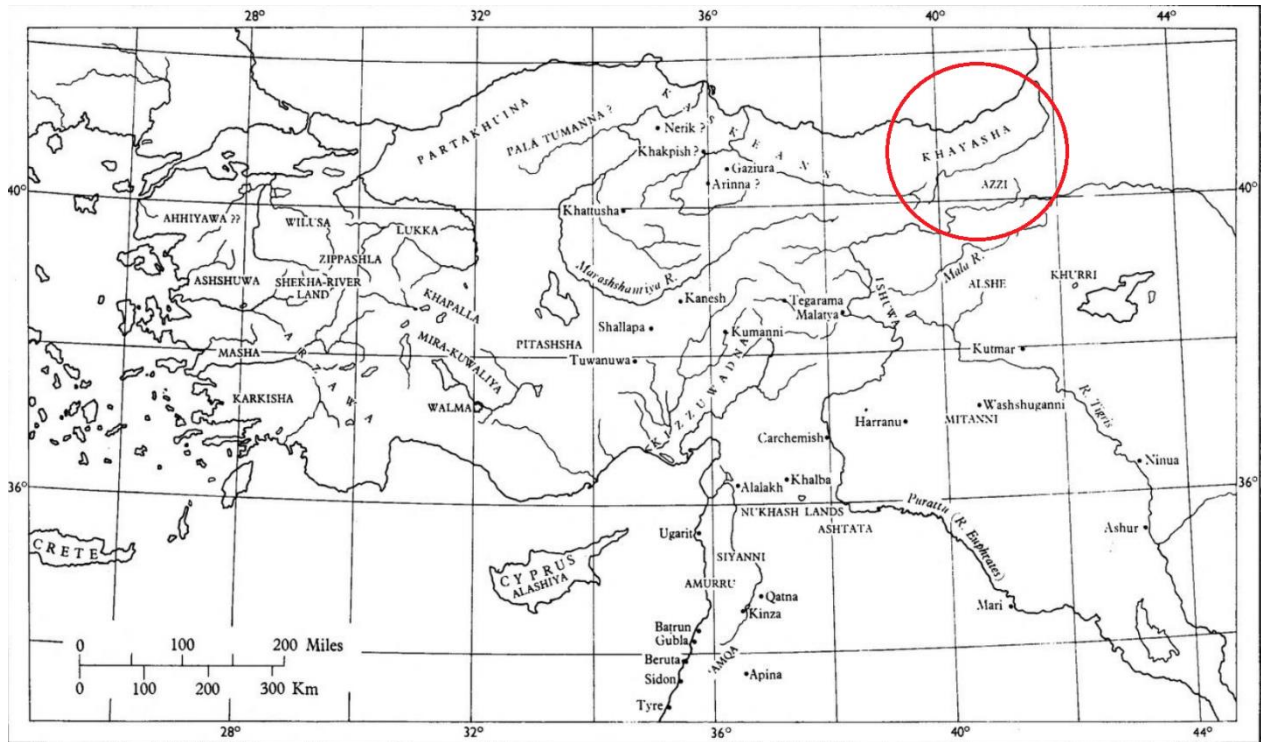 32° 36° 40° 44°
PARTAKHUINA
PALA TUMANNA ?
KASKEANS
Nerik ?
Khakpish ?
Gaziura
Arinna ?
KHAYASHA
AZZI
40° 40°
Khattusha
AHHIYAWA ??
WILUSA
LUKKA
ZIPPASHLA
ASHSHUWA
SHEKHA-RIVER
LAND
Marashshantiya R.
Mala R.
ALSHE
KHURRI
ISHUWA
KHAPALLA
Kanesh
Tegarama
Malatya
Shallapa
Kumanni
PITASHSHA
MIRA-KUWALIYA
ARZAWA
MASHA
Tuwanuwa
Kutmar
KARKISHA
WALMA
KIZZUWADNA
R. Tigris
Washshuganni
Harranu
MITANNI
Carchemish
Ninua
36° 36°
Alalakh
Khalba
NUKHASH LANDS
ASHTATA
Purattu (R. Euphrates)
Ashur
Ugarit
CRETE
SIYANNI
CYPRUS
ALASHIYA
AMURRU
Qatna
Kinza
Mari
Batrun
Gubla
0 100 200 Miles
Beruta
'AMQA
Apina
Sidon
0 100 200 300 Km
Tyre
32° 36° 40° 44°